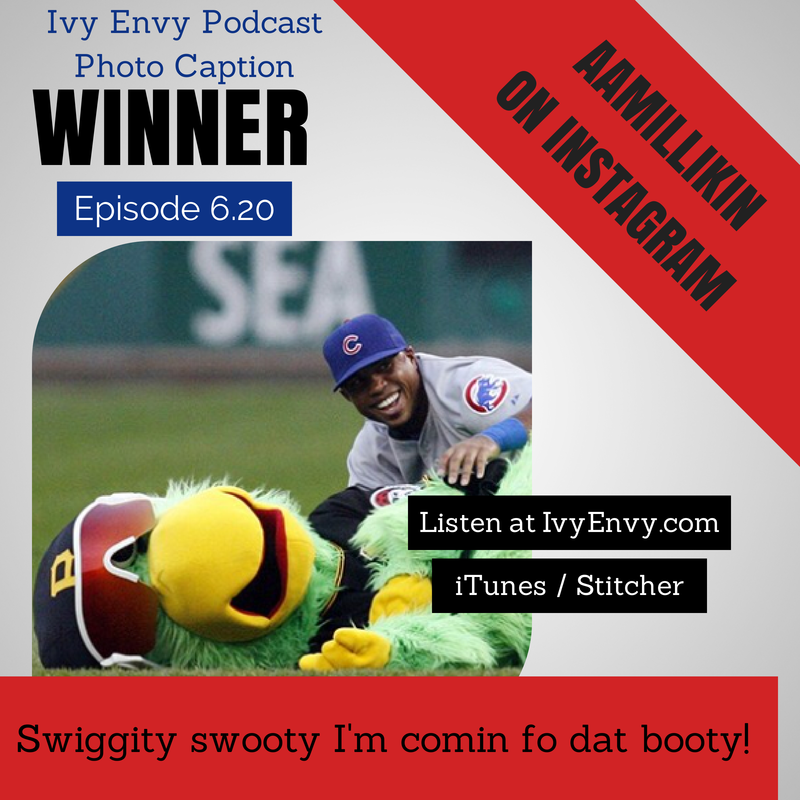 Ivy Envy Podcast
Photo Caption
WINNER
Episode 6.20
AAMILLIKIN
ON INSTAGRAM
SEA
C
P
Listen at IvyEnvy.com
iTunes / Stitcher
Swiggity swooty I'm comin fo dat booty!